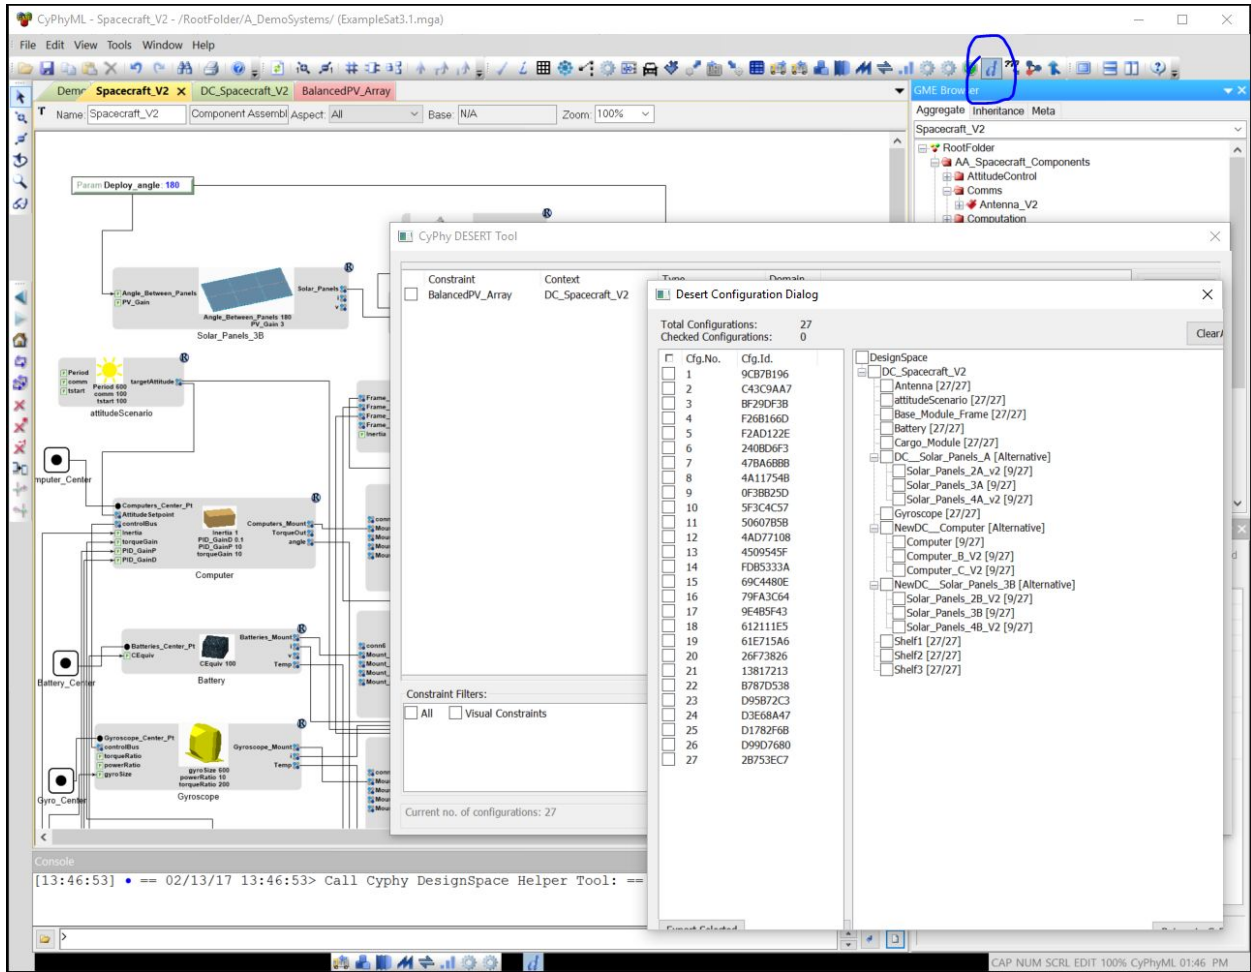 CyPhyML - Spacecraft_V2 - /RootFolder/A_DemoSystems/ (ExampleSat3.1.mga)
File Edit View Tools Window Help
Demo Spacecraft_V2 × DC_Spacecraft_V2 BalancedPV_Array
Name: Spacecraft_V2 Component Assembl Aspect: All Base: N/A Zoom: 100%
GME Browser
Aggregate Inheritance Meta
Spacecraft_V2
RootFolder
AA_Spacecraft_Components
AttitudeControl
Comms
Antenna_V2
Computation
Param Deploy_angle: 180
Angle_Between_Panels
PV_Gain
Solar_Panels
i
v
Angle_Between_Panels 180
PV_Gain 3
Solar_Panels_3B
Period
comm
tstart
Period 600
comm 100
tstart 100
targetAttitude
attitudeScenario
Frame_
Frame_
Frame_
Frame_
Inertia
mputer_Center
Computers_Center_Pt
AttitudeSetpoint
controlBus
Inertia
torqueGain
PID_GainP
PID_GainD
Inertia 1
PID_GainD 0.1
PID_GainP 10
torqueGain 10
Computers_Mount
TorqueOut
angle
Computer
Batteries_Center_Pt
CEquiv
CEquiv 100
Batteries_Mount
i
v
Temp
Battery
Battery_Center
Gyroscope_Center_Pt
controlBus
torqueRatio
powerRatio
gyroSize
gyroSize 600
powerRatio 10
torqueRatio 200
Gyroscope_Mount
i
Temp
Gyroscope
Gyro_Center
CyPhy DESERT Tool
Constraint Context Type Domain
BalancedPV_Array DC_Spacecraft_V2
Constraint Filters:
All Visual Constraints
Current no. of configurations: 27
Desert Configuration Dialog
Total Configurations: 27
Checked Configurations: 0
ClearA
Cfg.No. Cfg.Id.
1 9CB7B196
2 C43C9AA7
3 BF29DF3B
4 F26B166D
5 F2AD122E
6 240BD6F3
7 47BA6BBB
8 4A11754B
9 0F3BB25D
10 5F3C4C57
11 50607B5B
12 4AD77108
13 4509545F
14 FDB5333A
15 69C4480E
16 79FA3C64
17 9E4B5F43
18 612111E5
19 61E715A6
20 26F73826
21 13817213
22 B787D538
23 D95B72C3
24 D3E68A47
25 D1782F6B
26 D99D7680
27 2B753EC7
DesignSpace
DC_Spacecraft_V2
Antenna [27/27]
attitudeScenario [27/27]
Base_Module_Frame [27/27]
Battery [27/27]
Cargo_Module [27/27]
DC__Solar_Panels_A [Alternative]
Solar_Panels_2A_v2 [9/27]
Solar_Panels_3A [9/27]
Solar_Panels_4A_v2 [9/27]
Gyroscope [27/27]
NewDC__Computer [Alternative]
Computer [9/27]
Computer_B_V2 [9/27]
Computer_C_V2 [9/27]
NewDC__Solar_Panels_3B [Alternative]
Solar_Panels_2B_V2 [9/27]
Solar_Panels_3B [9/27]
Solar_Panels_4B_V2 [9/27]
Shelf1 [27/27]
Shelf2 [27/27]
Shelf3 [27/27]
Console
[13:46:53] • == 02/13/17 13:46:53> Call Cyphy DesignSpace Helper Tool: ==
>
CAP NUM SCRL EDIT 100% CyPhyML 01:46 PM